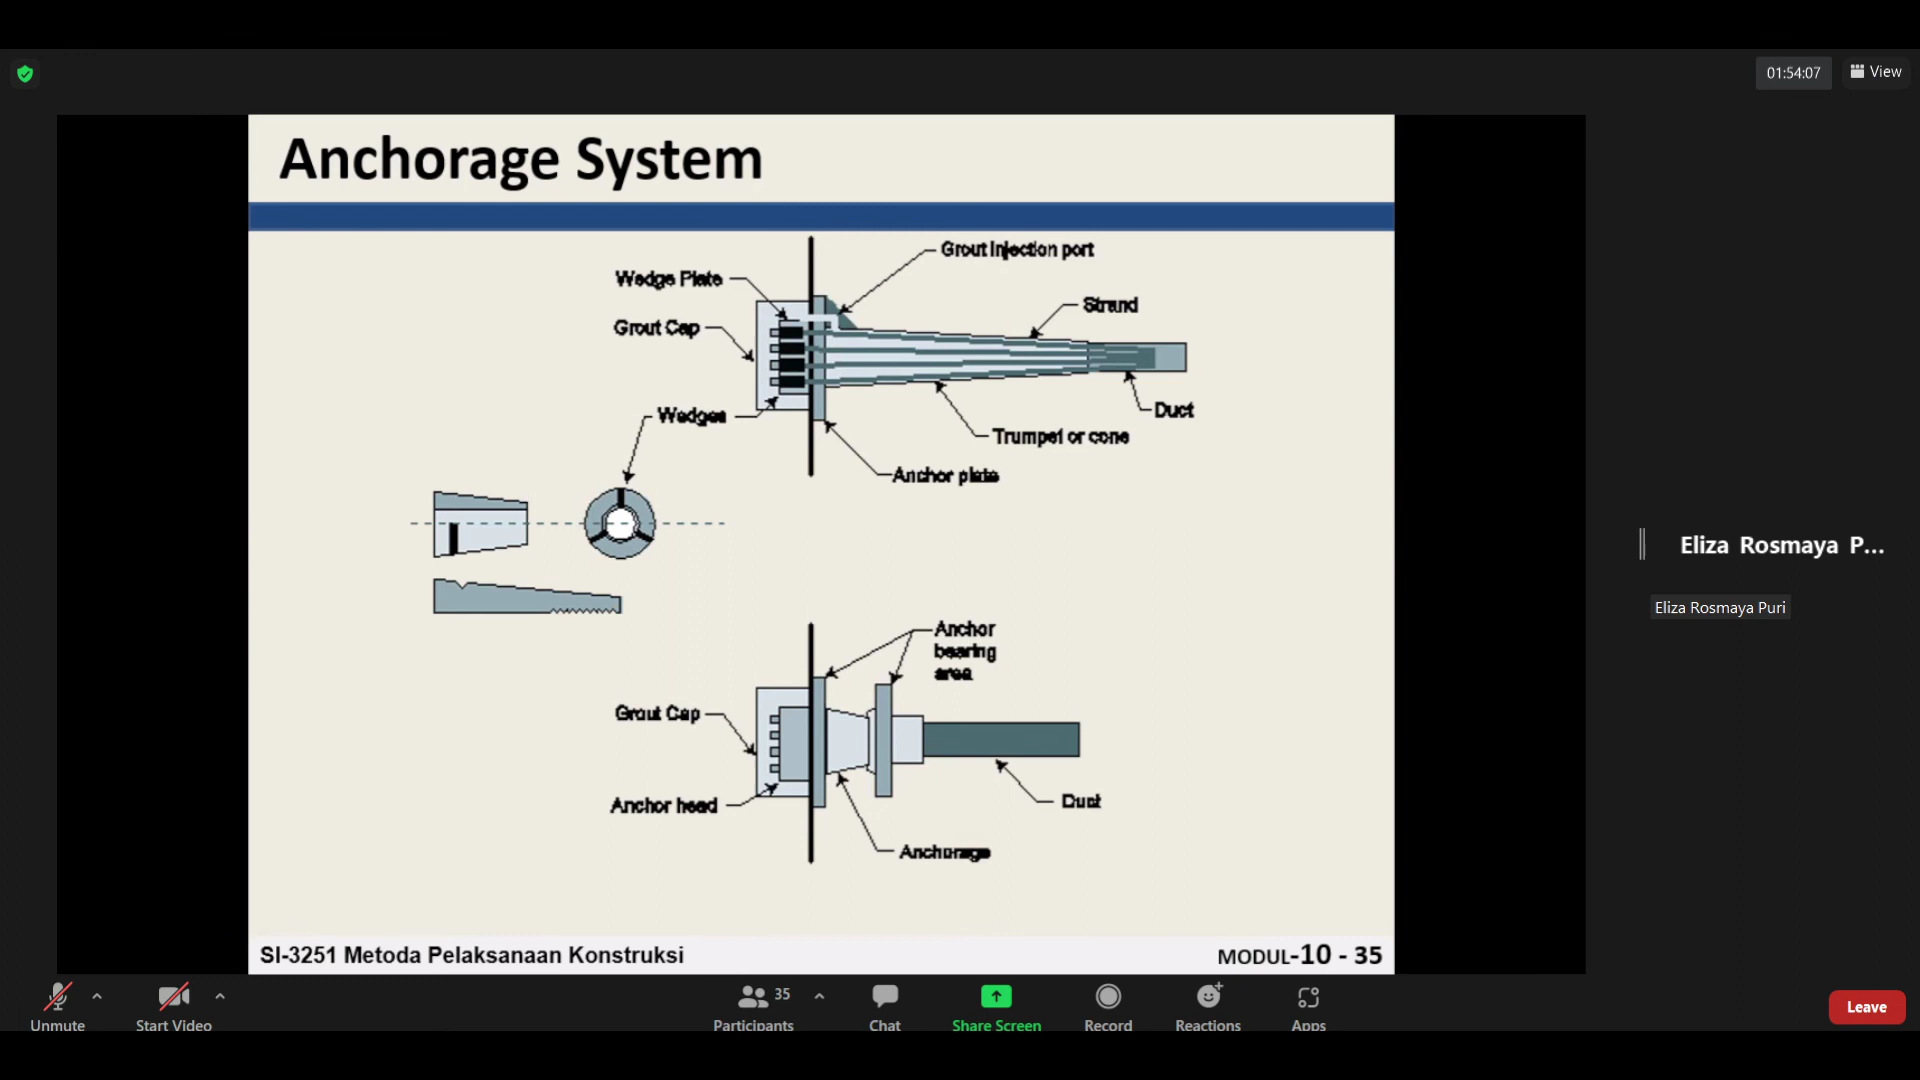 01:54:07
View
Anchorage System
Grout Injection port
Wedge Plate
Strand
Grout Cap
Wedges
Duct
Trumpet or cone
Anchor plate
Anchor
bearing
area
Grout Cap
Anchor head
Duct
Anchorage
SI-3251 Metoda Pelaksanaan Konstruksi
MODUL-10 - 35
Eliza Rosmaya P...
Eliza Rosmaya Puri
Unmute
Start Video
35
Participants
Chat
Share Screen
Record
Reactions
Apps
Leave